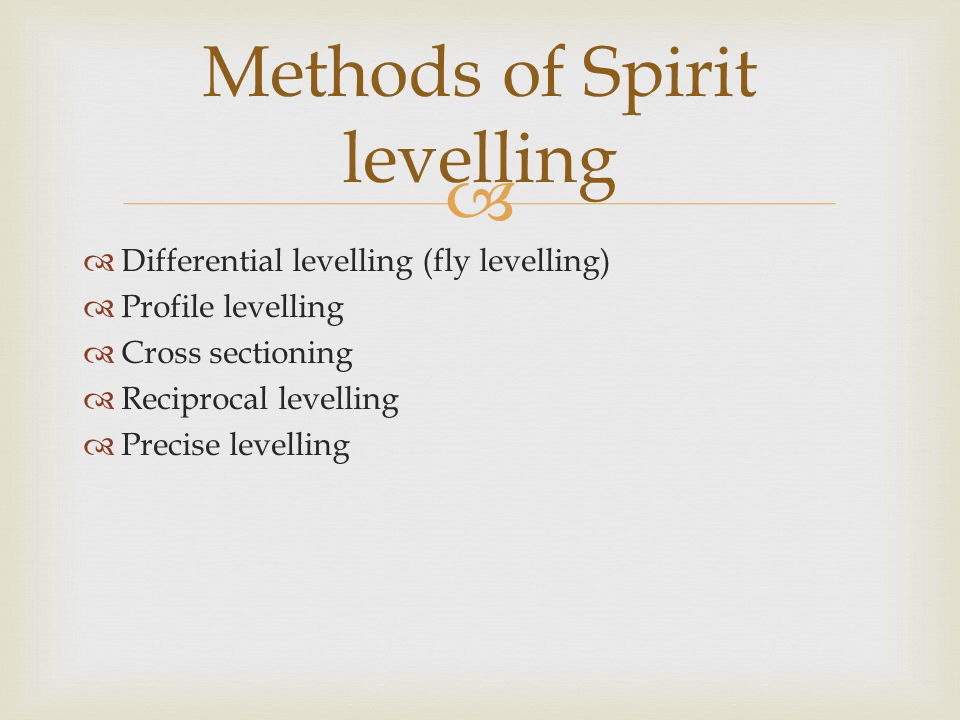 Methods of Spirit
levelling
Differential levelling (fly levelling)
Profile levelling
Cross sectioning
Reciprocal levelling
Precise levelling